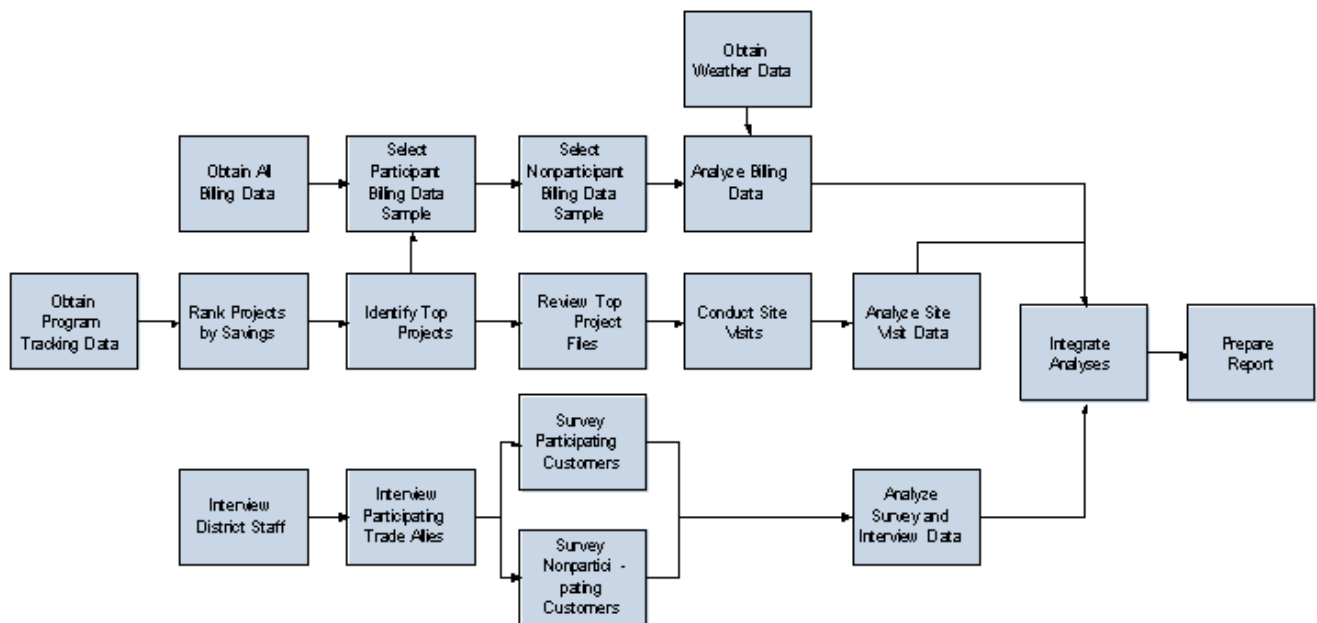 Obtain
Weather Data
Obtain All
Billing Data
Select
Participant
Billing Data
Sample
Select
Nonparticipant
Billing Data
Sample
Analyze Billing
Data
Obtain
Program
Tracking Data
Rank Projects
by Savings
Identify Top
Projects
Review Top
Project
Files
Conduct Site
Visits
Analyze Site
Visit Data
Integrate
Analyses
Prepare
Report
Survey
Participating
Customers
Interview
District Staff
Interview
Participating
Trade Allies
Survey
Nonpartici -
pating
Customers
Analyze
Survey and
Interview Data